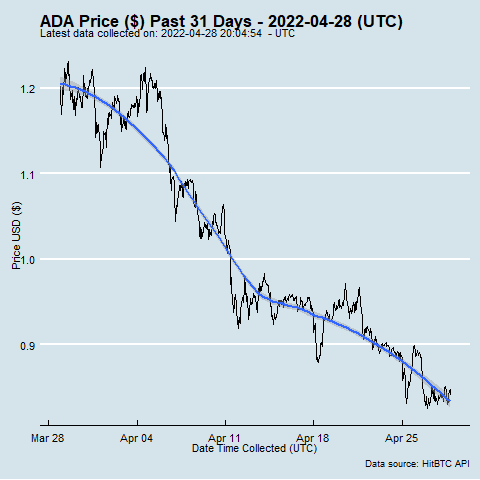 ADA Price ($) Past 31 Days - 2022-04-28 (UTC)
Latest data collected on: 2022-04-28 20:04:54 - UTC
1.2
1.1
1.0
0.9
Price USD ($)
Mar 28 Apr 04 Apr 11 Apr 18 Apr 25
Date Time Collected (UTC)
Data source: HitBTC API